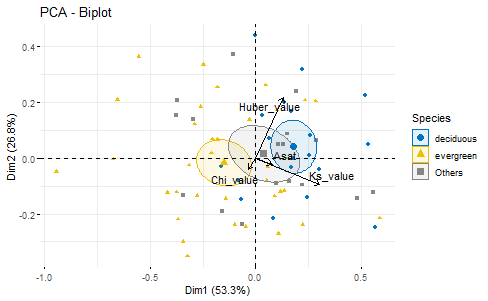 PCA - Biplot
Dim2 (26.8%)
0.4
0.2
0.0
-0.2
Huber_value
Asat
Chi_value
Ks_value
-1.0
-0.5
0.0
0.5
Dim1 (53.3%)
Species
deciduous
evergreen
Others